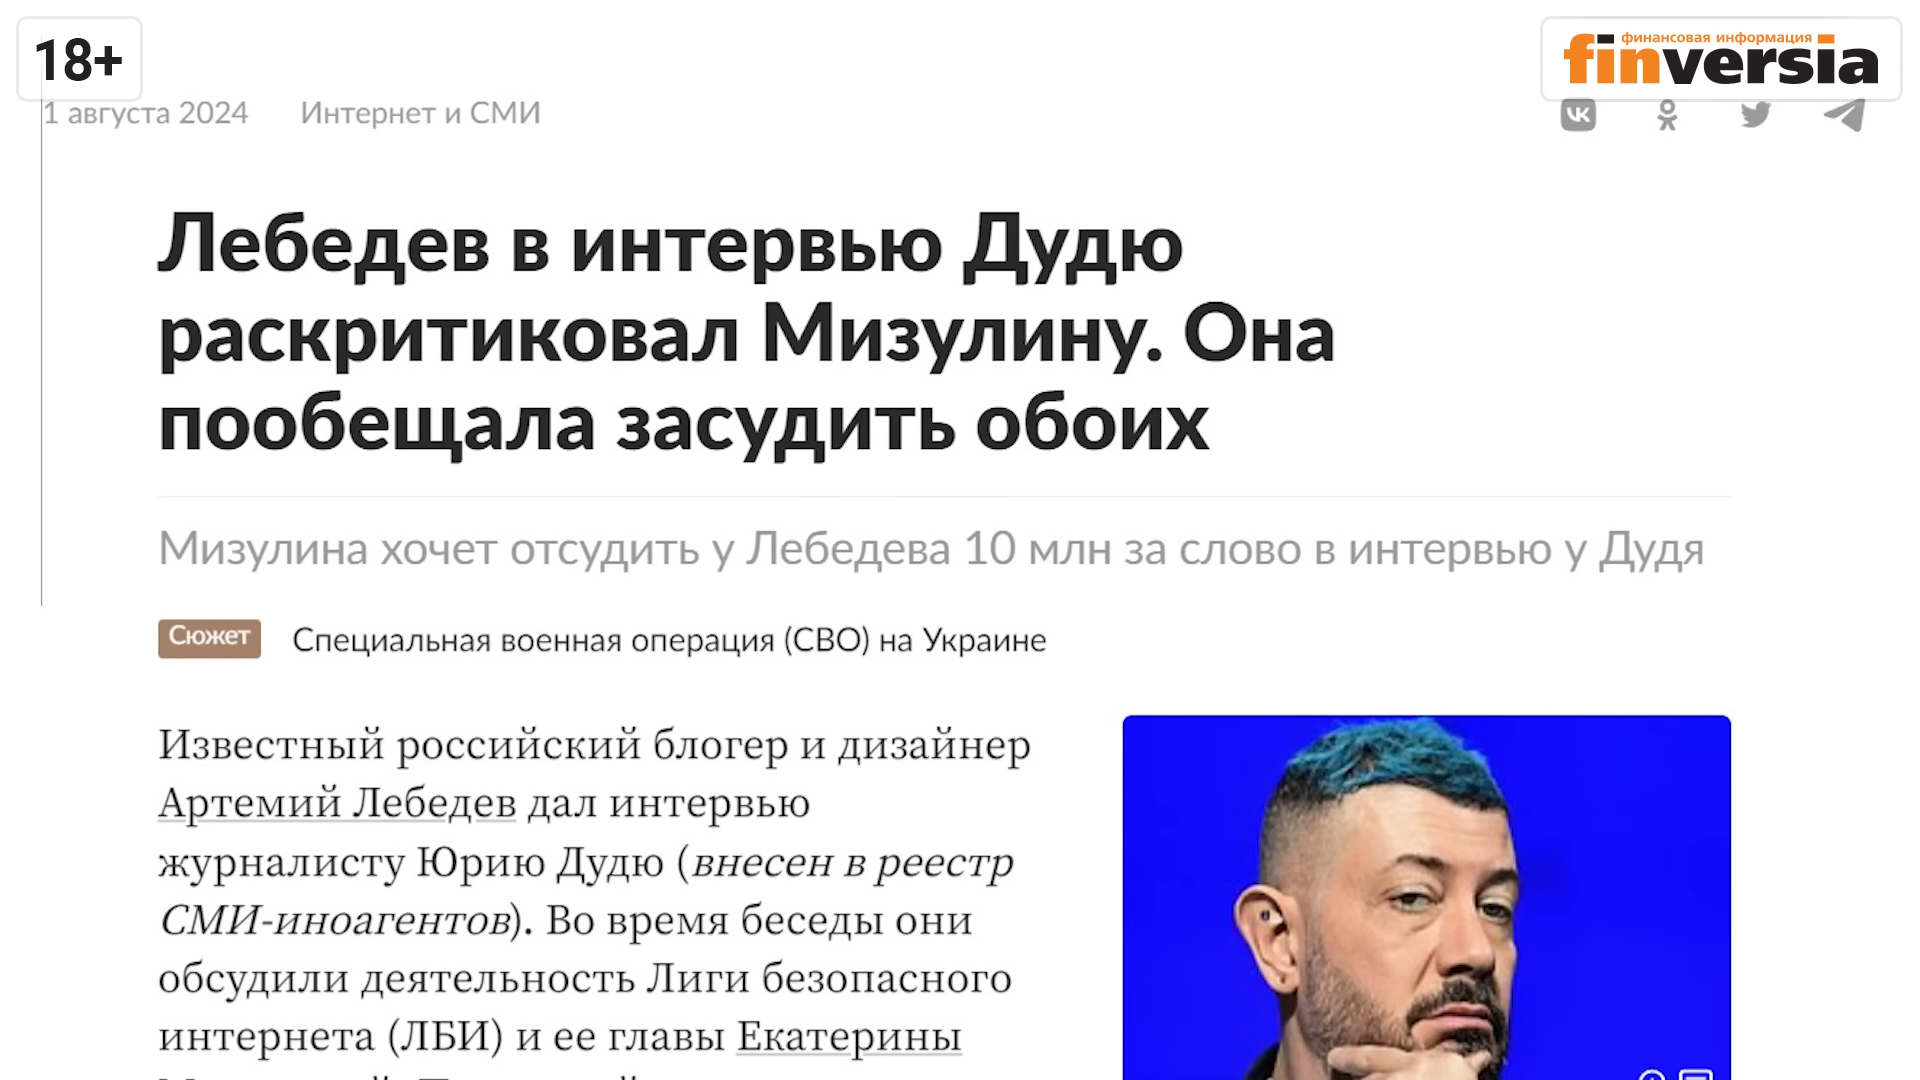 18+
финансовая информация
finversia
1 августа 2024 Интернет и СМИ
Лебедев в интервью Дудю
раскритиковал Мизулину. Она
пообещала засудить обоих
Мизулина хочет отсудить у Лебедева 10 млн за слово в интервью у Дудя
Сюжет Специальная военная операция (СВО) на Украине
Известный российский блогер и дизайнер
Артемий Лебедев дал интервью
журналисту Юрию Дудю (внесен в реестр
СМИ-иноагентов). Во время беседы они
обсудили деятельность Лиги безопасного
интернета (ЛБИ) и ее главы Екатерины